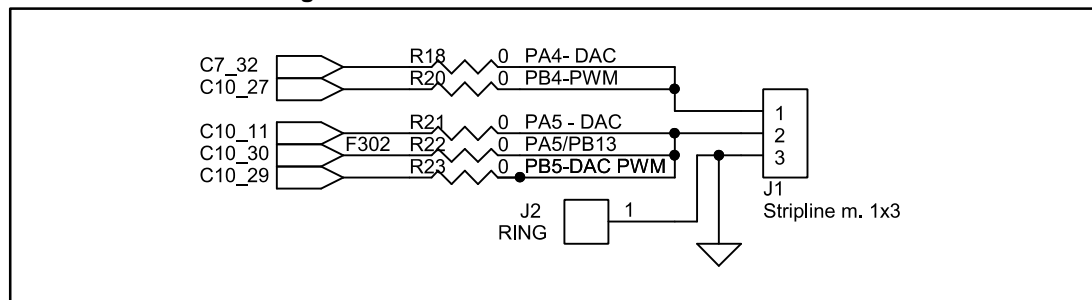 C7_32 R18 0 PA4- DAC
C10_27 R20 0 PB4-PWM
C10_11 R21 0 PA5 - DAC
C10_30 F302 R22 0 PA5/PB13
C10_29 R23 0 PB5-DAC PWM
1
2
3
J1
Stripline m. 1x3
J2 1
RING